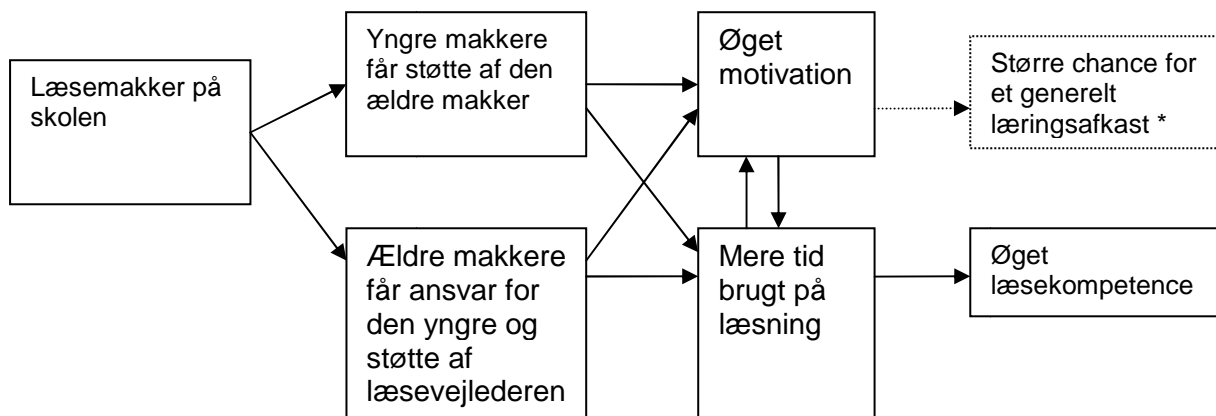 Læsemakker på
skolen
Yngre makkere
får støtte af den
ældre makker
Ældre makkere
får ansvar for
den yngre og
støtte af
læsevejlederen
Øget
motivation
Mere tid
brugt på
læsning
Større chance for
et generelt
læringsafkast *
Øget
læsekompetence